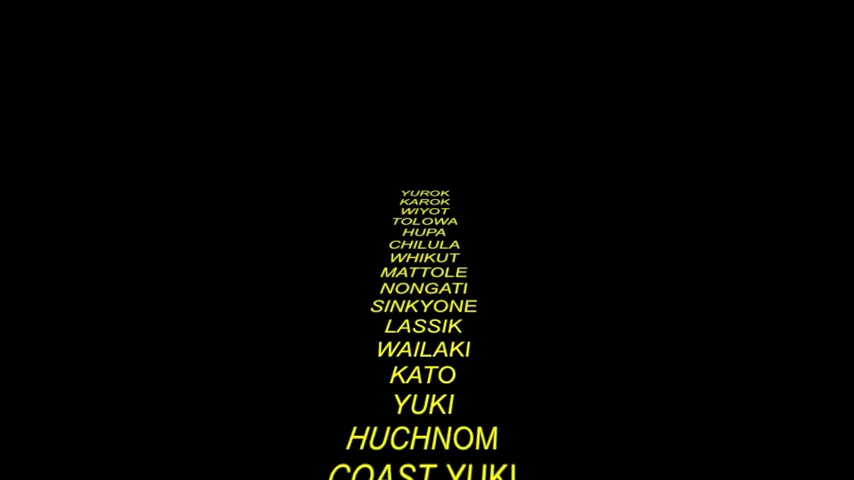 YUROK
KAROK
WIYOT
TOLOWA
HUPA
CHILULA
WHIKUT
MATTOLE
NONGATI
SINKYONE
LASSIK
WAILAKI
KATO
YUKI
HUCHNOM
COAST YUKI